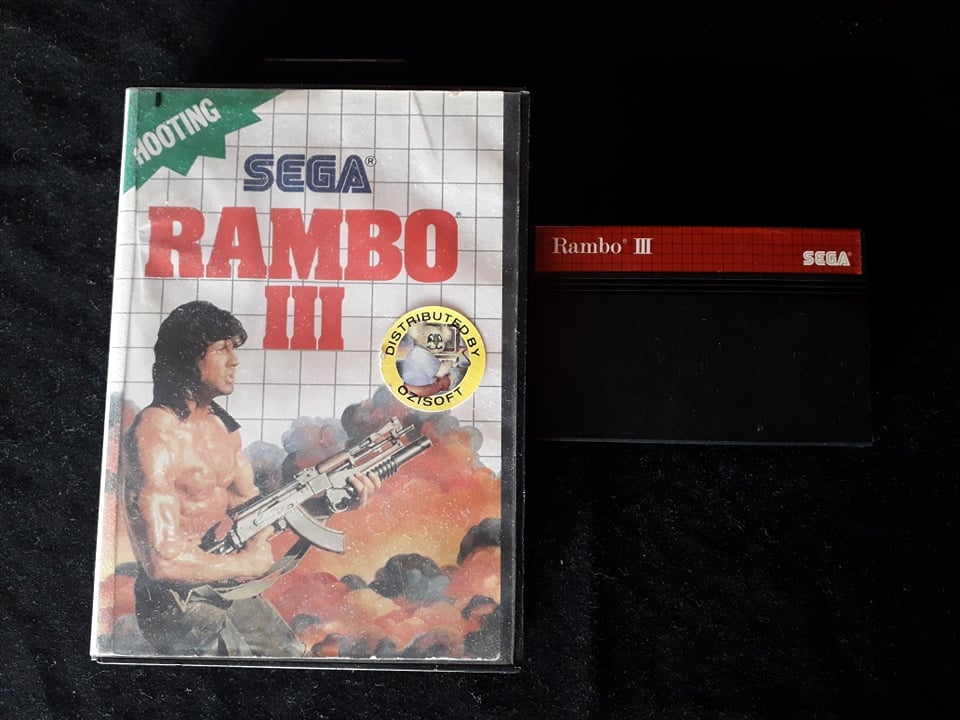 HOOTING
SEGA®
RAMBO®
III
DISTRIBUTED BY
OZISOFT
Rambo® III
SEGA®